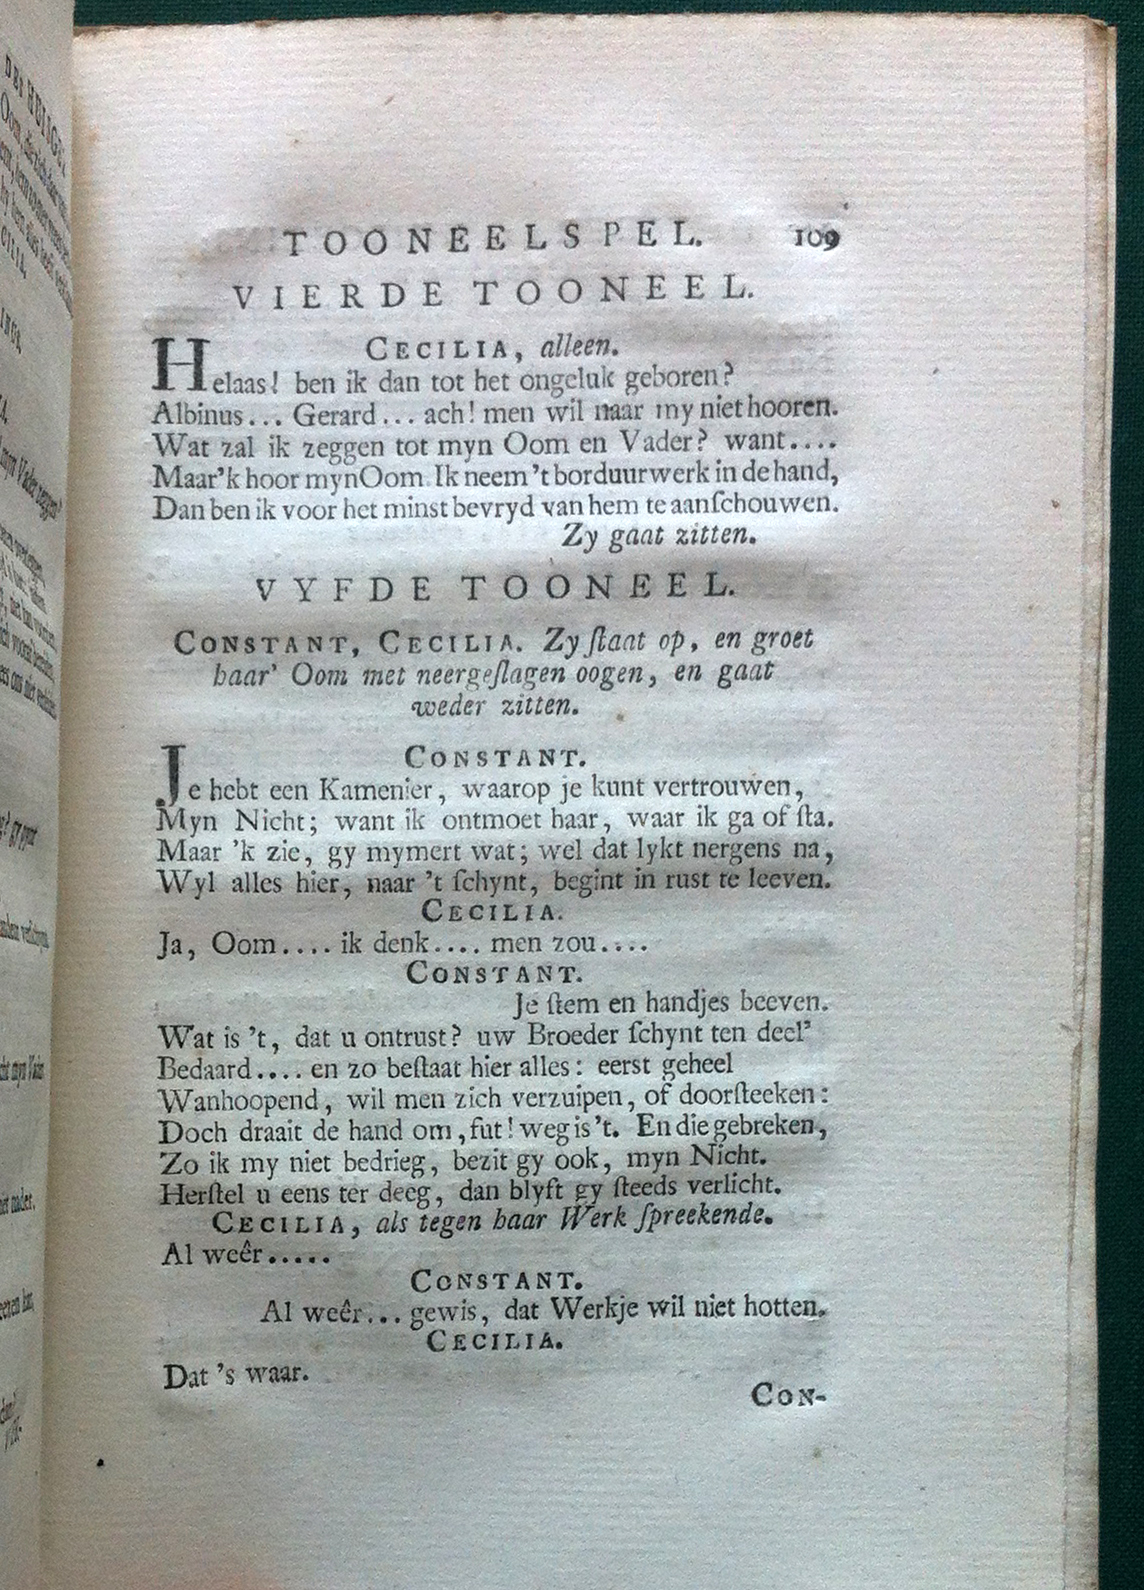 TOONEELSPEL. 109
VIERDE TOONEEL.
CECILIA, alleen.
Helaas! ben ik dan tot het ongeluk geboren?
Albinus... Gerard... ach! men wil naar my niet hooren.
Wat zal ik zeggen tot myn Oom en Vader? want....
Maar'k hoor myn Oom. Ik neem 't borduurwerk in de hand,
Dan ben ik voor het minst bevryd van hem te aanſchouwen.
Zy gaat zitten.
VYFDE TOONEEL.
CONSTANT, CECILIA. Zy ſtaat op, en groet
haar' Oom met neergeſlagen oogen, en gaat
weder zitten.
CONSTANT.
Je hebt een Kamenier, waarop je kunt vertrouwen,
Myn Nicht; want ik ontmoet haar, waar ik ga of ſta.
Maar 'k zie, gy mymert wat; wel dat lykt nergens na,
Wyl alles hier, naar 't ſchynt, begint in rust te leeven.
CECILIA.
Ja, Oom.... ik denk.... men zou....
CONSTANT.
Je ſtem en handjes beeven.
Wat is 't, dat u ontrust? uw Broeder ſchynt ten deel'
Bedaard.... en zo beſtaat hier alles: eerst geheel
Wanhoopend, wil men zich verzuipen, of doorſteeken:
Doch draait de hand om, fut! weg is 't. En die gebreken,
Zo ik my niet bedrieg, bezit gy ook, myn Nicht.
Herſtel u eens ter deeg, dan blyft gy ſteeds verlicht.
CECILIA, als tegen haar Werk ſpreekende.
Al weêr.....
CONSTANT.
Al weêr... gewis, dat Werkje wil niet hotten.
CECILIA.
Dat 's waar.
CON-